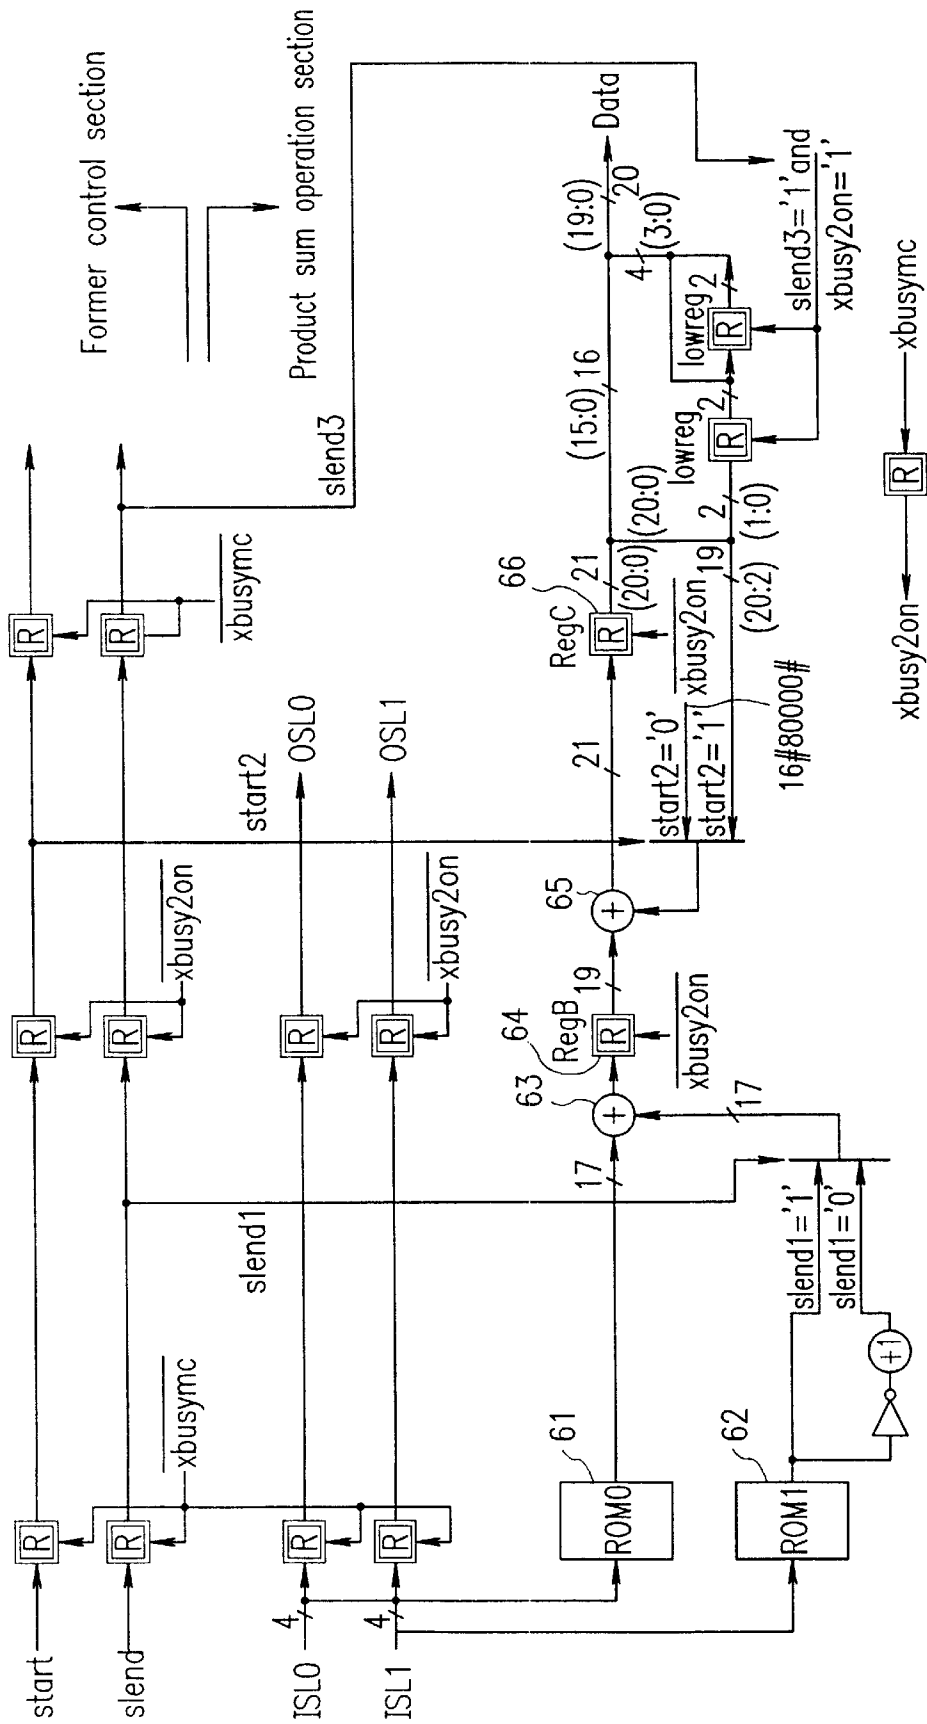 start
slend
ISL0
ISL1
4
4
R
R
R
R
xbusymc
slend1
ROM0
61
ROM1
62
+1
slend1='1'
slend1='0'
17
17
+
63
R
RegB
64
xbusy2on
19
+
65
R
R
xbusy2on
R
R
xbusy2on
OSL0
OSL1
start2
start2='0'
start2='1'
16#80000#
21
R
RegC
66
xbusy2on
21
(20:0)
(20:0)
19
(20:2)
2
(1:0)
R
R
xbusymc
slend3
(15:0)
16
lowreg
R
2
lowreg
R
2
4
(3:0)
(19:0)
20
Data
slend3='1' and
xbusy2on='1'
Former control section
Product sum operation section
xbusy2on
R
xbusymc